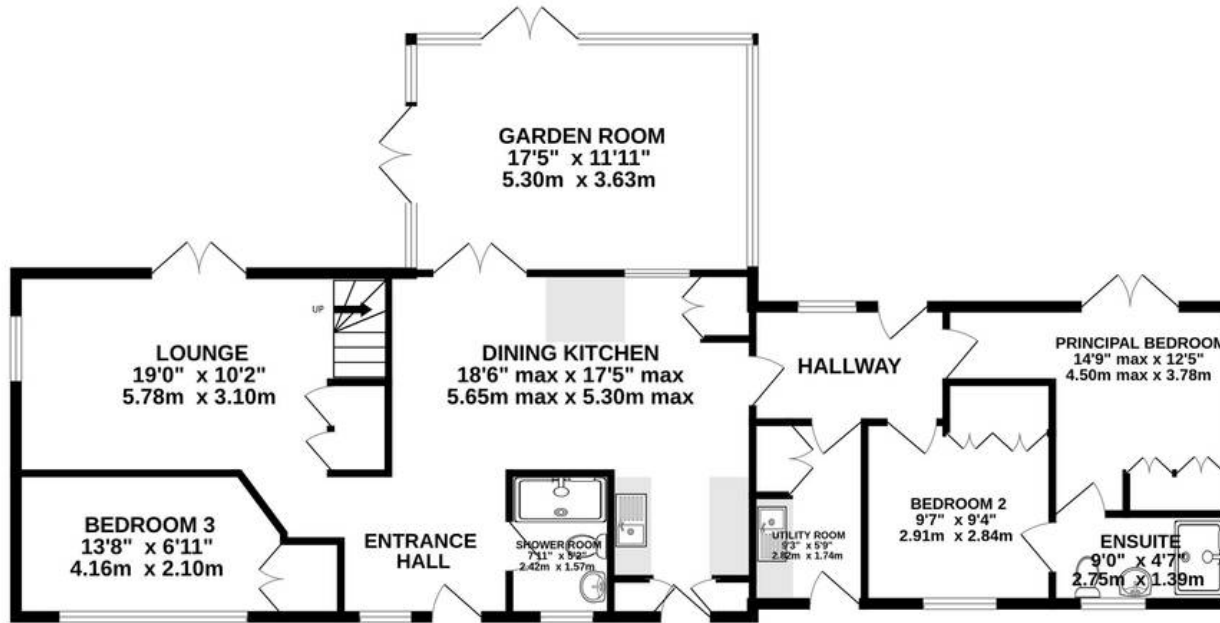 GARDEN ROOM
17'5" x 11'11"
5.30m x 3.63m
UP
LOUNGE
19'0" x 10'2"
5.78m x 3.10m
DINING KITCHEN
18'6" max x 17'5" max
5.65m max x 5.30m max
HALLWAY
PRINCIPAL BEDROOM
14'9" max x 12'5"
4.50m max x 3.78m
BEDROOM 3
13'8" x 6'11"
4.16m x 2.10m
ENTRANCE
HALL
SHOWER ROOM
7'11" x 5'2"
2.42m x 1.57m
UTILITY ROOM
9'3" x 5'9"
2.82m x 1.74m
BEDROOM 2
9'7" x 9'4"
2.91m x 2.84m
ENSUITE
9'0" x 4'7"
2.75m x 1.39m